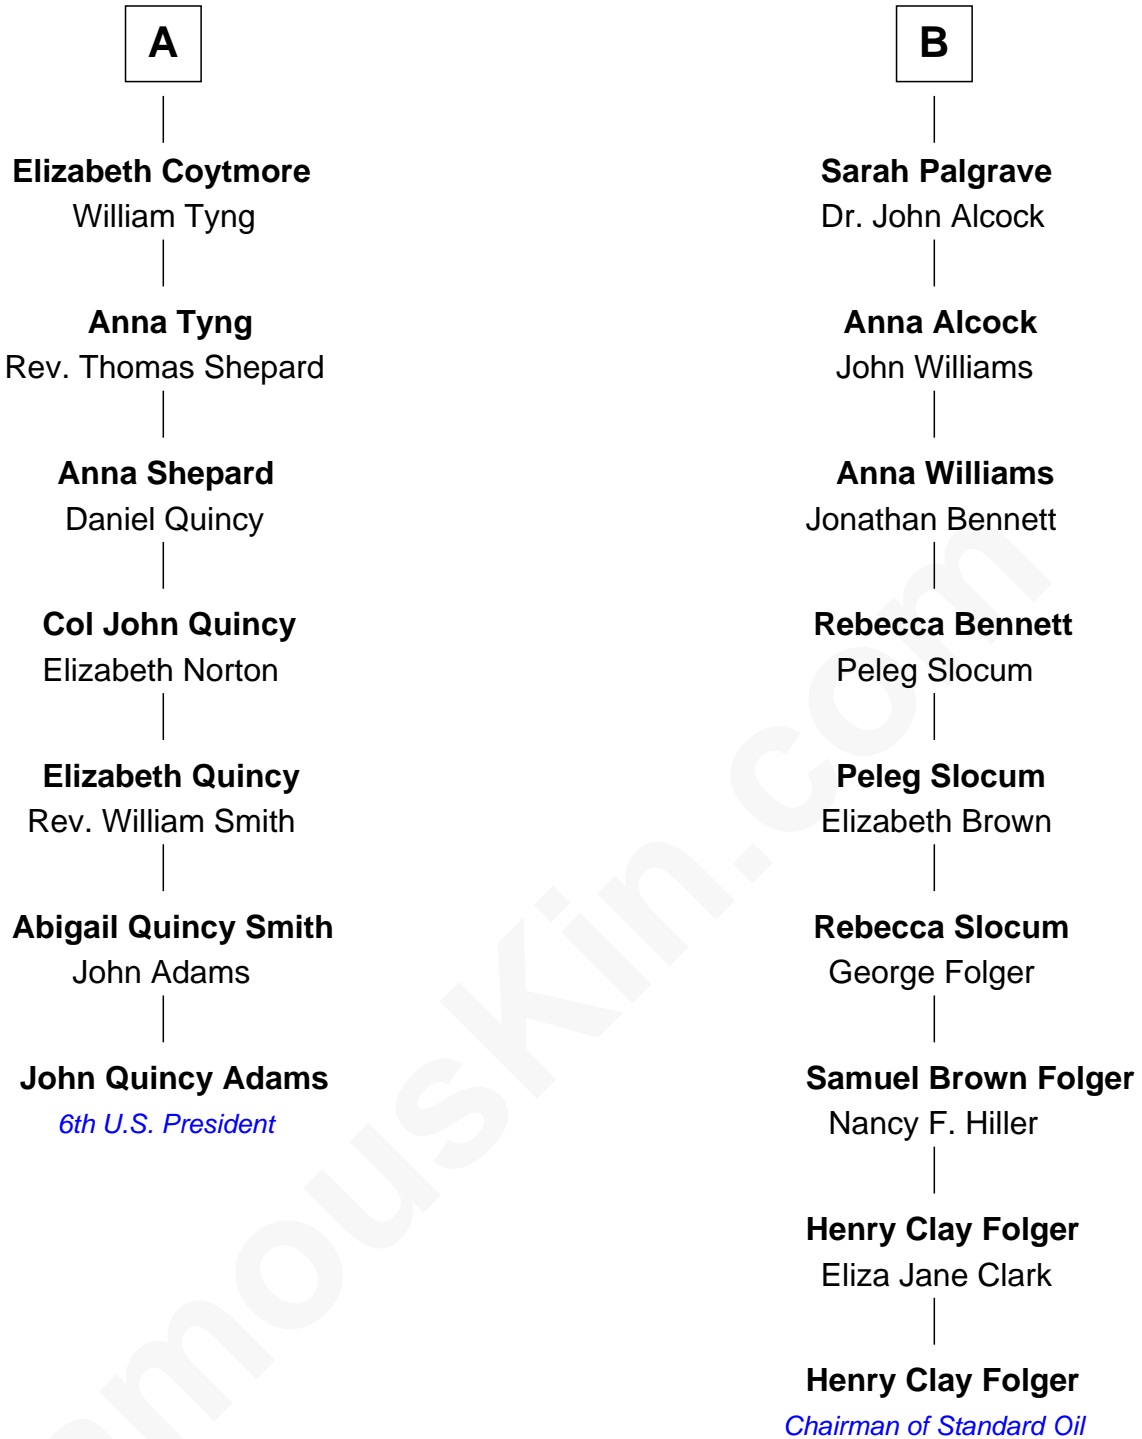 A
Elizabeth Coytmore
William Tyng
Anna Tyng
Rev. Thomas Shepard
Anna Shepard
Daniel Quincy
Col John Quincy
Elizabeth Norton
Elizabeth Quincy
Rev. William Smith
Abigail Quincy Smith
John Adams
John Quincy Adams
6th U.S. President
B
Sarah Palgrave
Dr. John Alcock
Anna Alcock
John Williams
Anna Williams
Jonathan Bennett
Rebecca Bennett
Peleg Slocum
Peleg Slocum
Elizabeth Brown
Rebecca Slocum
George Folger
Samuel Brown Folger
Nancy F. Hiller
Henry Clay Folger
Eliza Jane Clark
Henry Clay Folger
Chairman of Standard Oil
amouskin.com